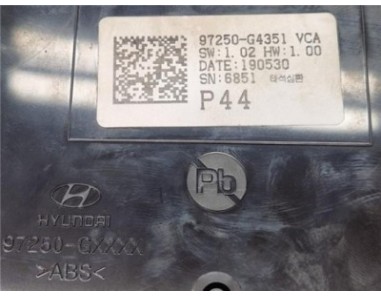 97250-G4351 VCA
SW:1.02 HW:1.00
DATE:190530
SN:6851
P44
Pb
HYUNDAI
97250-GXXXX
>ABS<